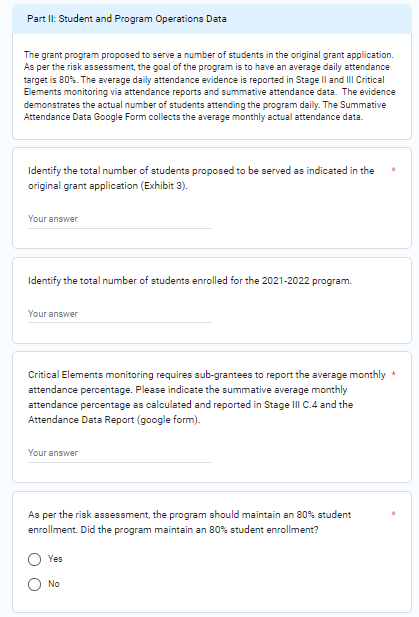 Part II: Student and Program Operations Data
The grant program proposed to serve a number of students in the original grant application.
As per the risk assessment, the goal of the program is to have an average daily attendance
target is 80%. The average daily attendance evidence is reported in Stage II and III Critical
Elements monitoring via attendance reports and summative attendance data. The evidence
demonstrates the actual number of students attending the program daily. The Summative
Attendance Data Google Form collects the average monthly actual attendance data.
Identify the total number of students proposed to be served as indicated in the *
original grant application (Exhibit 3).
Your answer
Identify the total number of students enrolled for the 2021-2022 program.
Your answer
Critical Elements monitoring requires sub-grantees to report the average monthly *
attendance percentage. Please indicate the summative average monthly
attendance percentage as calculated and reported in Stage III C.4 and the
Attendance Data Report (google form).
Your answer
As per the risk assessment, the program should maintain an 80% student *
enrollment. Did the program maintain an 80% student enrollment?
Yes
No